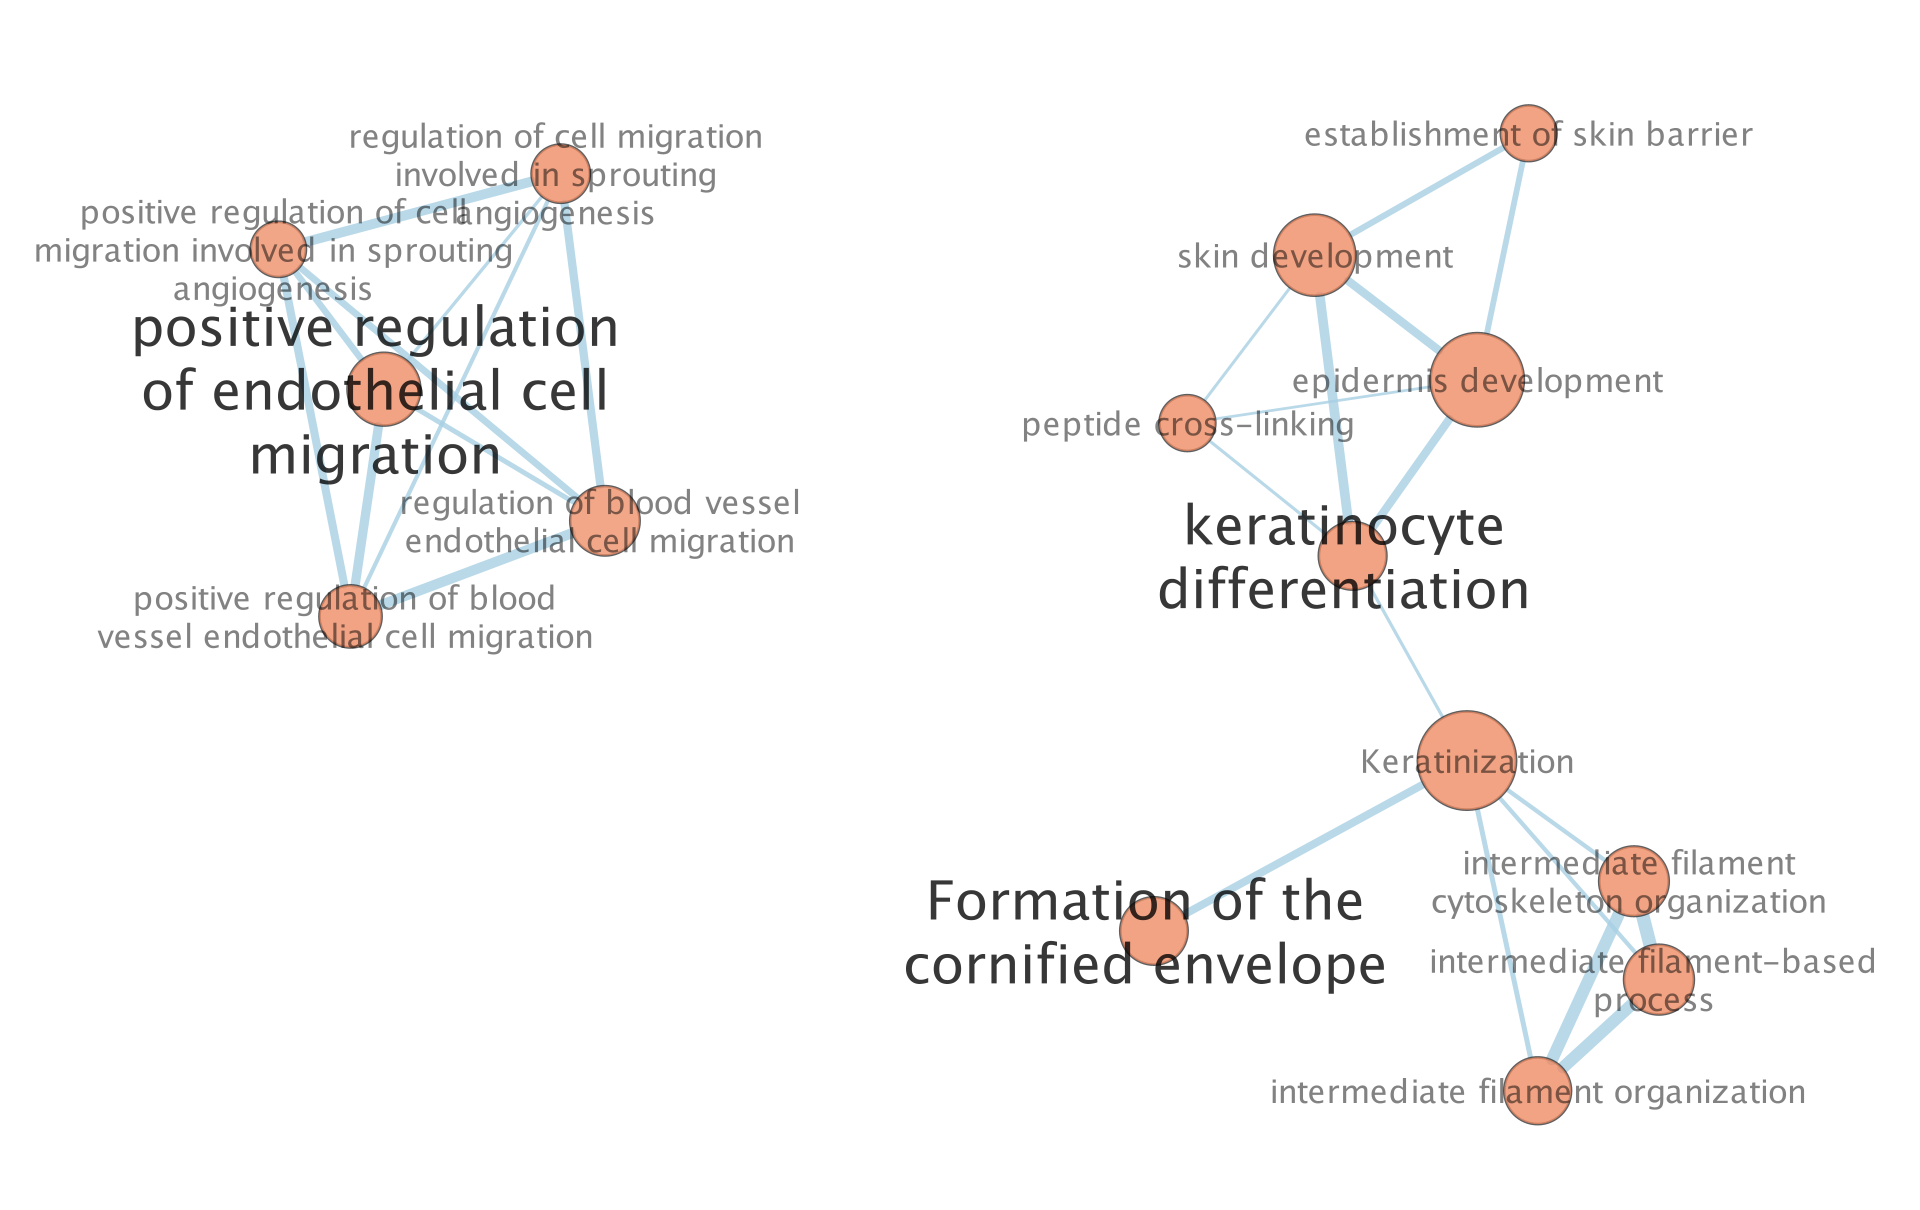 regulation of cell migration
involved in sprouting
angiogenesis
positive regulation of cell
migration involved in sprouting
angiogenesis
positive regulation
of endothelial cell
migration
regulation of blood vessel
endothelial cell migration
positive regulation of blood
vessel endothelial cell migration
establishment of skin barrier
skin development
epidermis development
peptide cross-linking
keratinocyte
differentiation
Keratinization
Formation of the
cornified envelope
intermediate filament
cytoskeleton organization
intermediate filament-based
process
intermediate filament organization